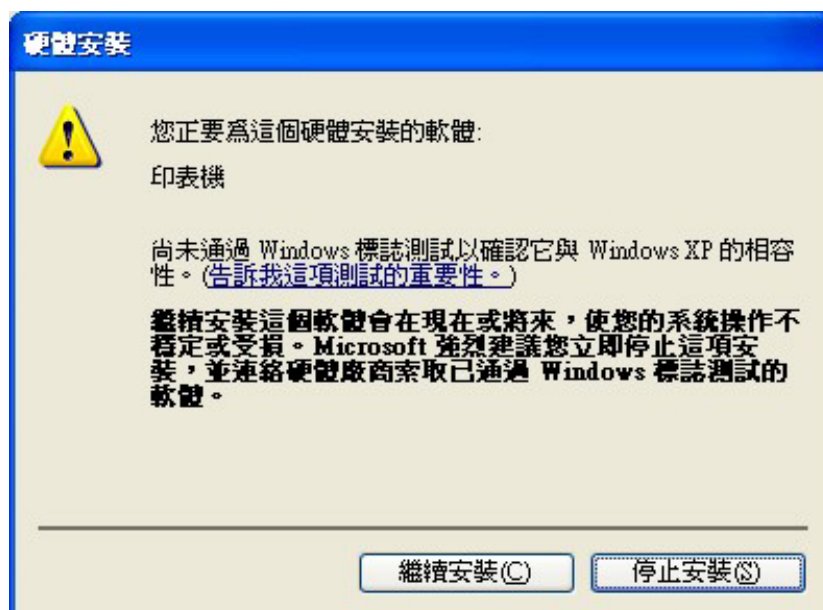 硬體安裝
您正要為這個硬體安裝的軟體:
印表機
尚未通過 Windows 標誌測試以確認它與 Windows XP 的相容
性。(告訴我這項測試的重要性。)
繼續安裝這個軟體會在現在或將來，使您的系統操作不
穩定或受損。Microsoft 強烈建議您立即停止這項安
裝，並連絡硬體廠商索取已通過 Windows 標誌測試的
軟體。
繼續安裝(C)
停止安裝(S)